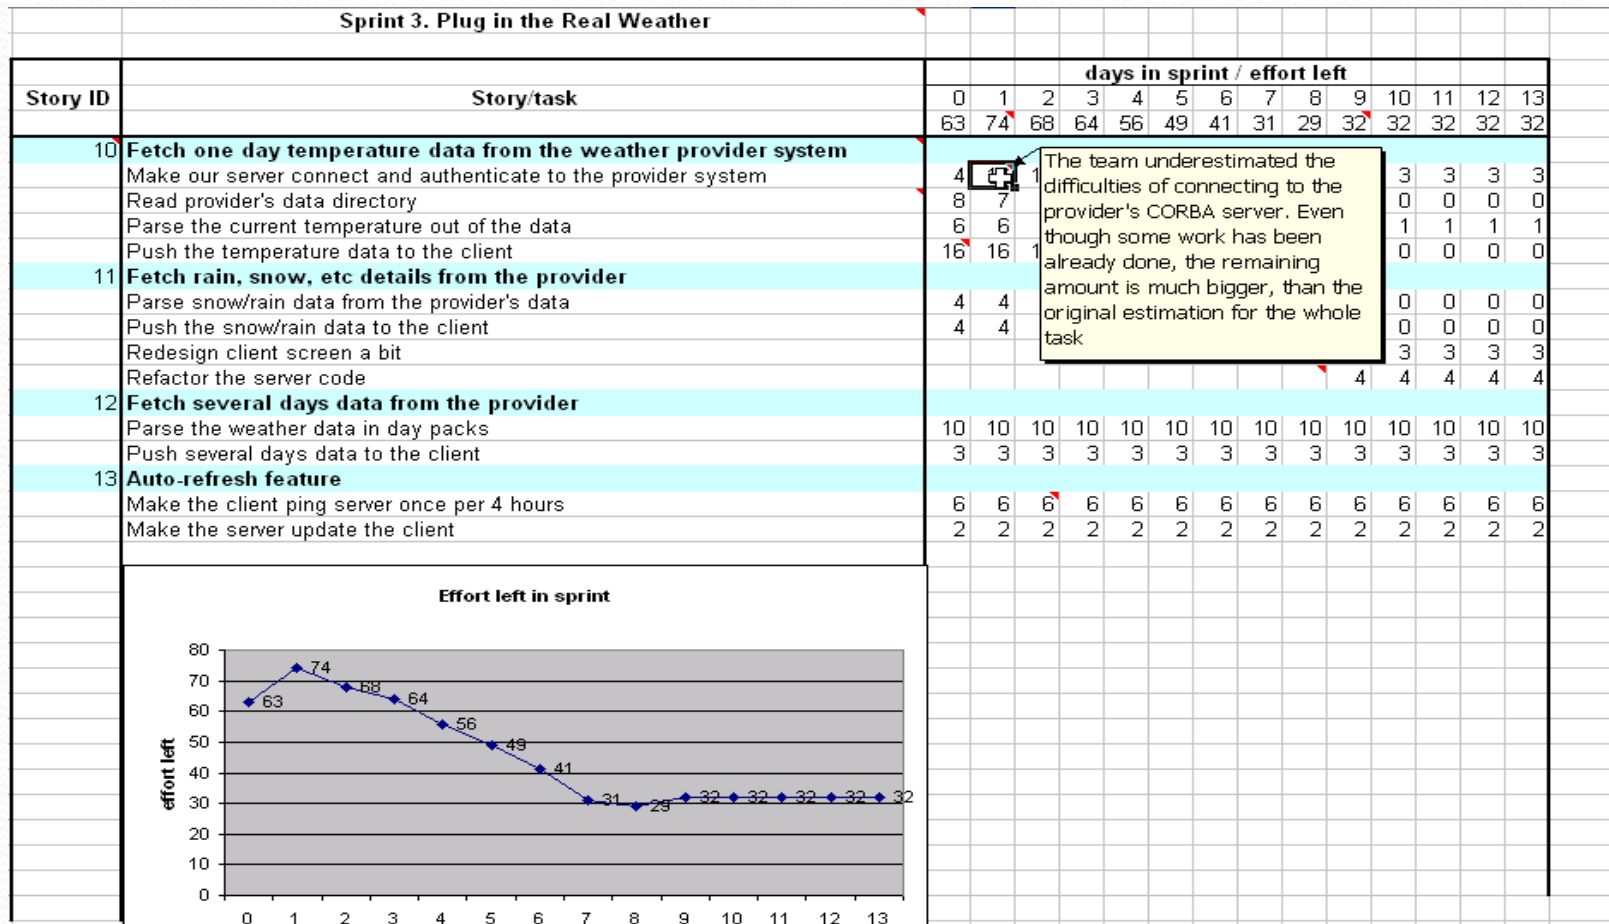 Sprint 3. Plug in the Real Weather
days in sprint / effort left
Story ID Story/task 0 1 2 3 4 5 6 7 8 9 10 11 12 13
63 74 68 64 56 49 41 31 29 32 32 32 32 32
10 Fetch one day temperature data from the weather provider system
Make our server connect and authenticate to the provider system 4 3 3 3 3
Read provider's data directory 8 7 0 0 0 0
Parse the current temperature out of the data 6 6 1 1 1 1
Push the temperature data to the client 16 16 1 0 0 0 0
The team underestimated the
difficulties of connecting to the
provider's CORBA server. Even
though some work has been
already done, the remaining
amount is much bigger, than the
original estimation for the whole
task
11 Fetch rain, snow, etc details from the provider
Parse snow/rain data from the provider's data 4 4 0 0 0 0
Push the snow/rain data to the client 4 4 0 0 0 0
Redesign client screen a bit 3 3 3 3
Refactor the server code 4 4 4 4 4
12 Fetch several days data from the provider
Parse the weather data in day packs 10 10 10 10 10 10 10 10 10 10 10 10 10 10
Push several days data to the client 3 3 3 3 3 3 3 3 3 3 3 3 3 3
13 Auto-refresh feature
Make the client ping server once per 4 hours 6 6 6 6 6 6 6 6 6 6 6 6 6 6
Make the server update the client 2 2 2 2 2 2 2 2 2 2 2 2 2 2
Effort left in sprint
effort left
80
70
60
50
40
30
20
10
0
63 74 68 64 56 49 41 31 29 32 32 32 32 32
0 1 2 3 4 5 6 7 8 9 10 11 12 13